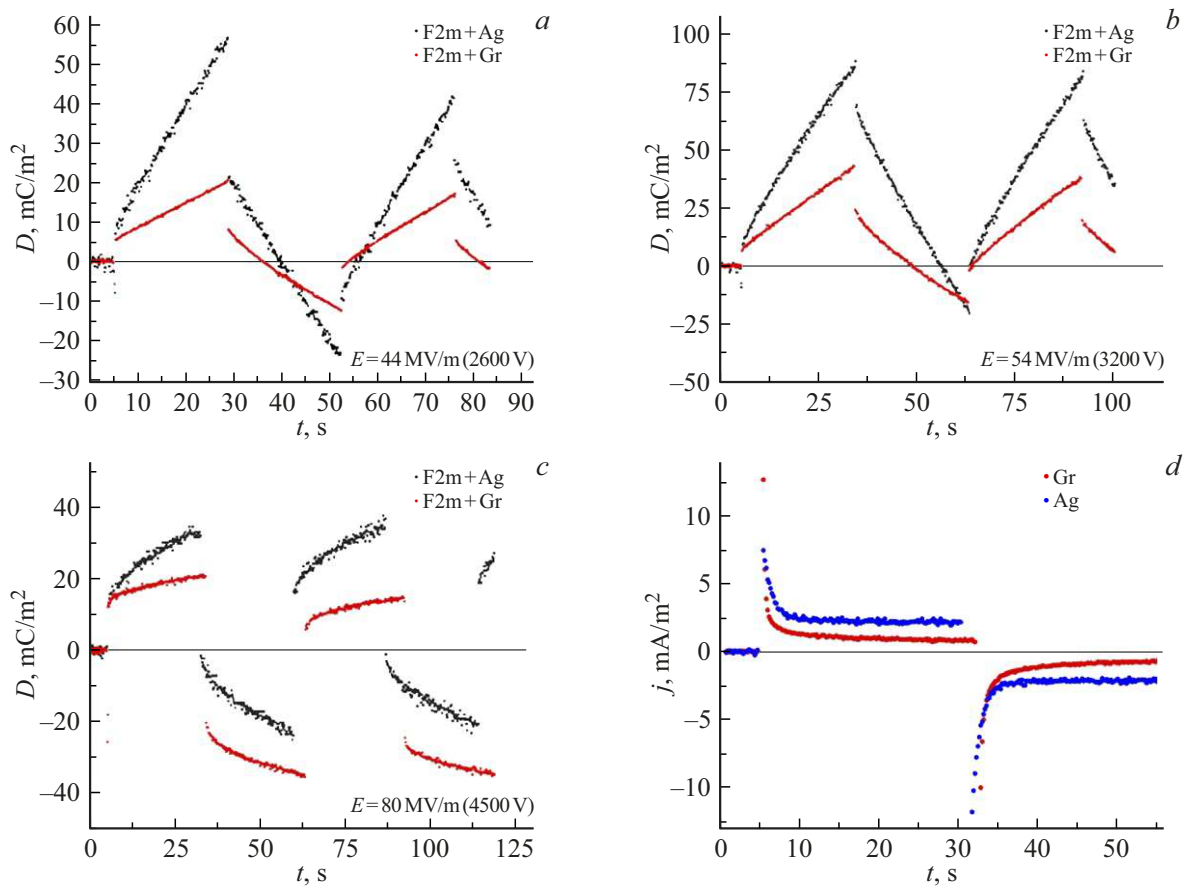 a
F2m+Ag
F2m+Gr
60
50
40
30
20
10
0
–10
–20
–30
D, mC/m²
E=44 MV/m (2600 V)
0 10 20 30 40 50 60 70 80 90
t, s
b
F2m+Ag
F2m+Gr
100
75
50
25
0
–25
–50
D, mC/m²
E=54 MV/m (3200 V)
0 25 50 75 100
t, s
c
F2m+Ag
F2m+Gr
40
20
0
–20
–40
D, mC/m²
E=80 MV/m (4500 V)
0 25 50 75 100 125
t, s
d
Gr
Ag
10
5
0
–5
–10
j, mA/m²
0 10 20 30 40 50
t, s